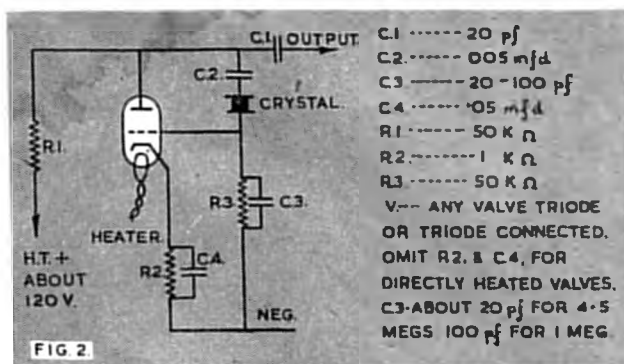 C.1. OUTPUT.
C.2.
CRYSTAL.
R1.
R3.
C.3.
HEATER.
H.T.+
ABOUT
120 V.
R2.
C4.
NEG.
FIG. 2.
C.1 ------ 20 pf
C2. ------ .005 mfd
C3 ------ 20-100 pf
C4 ------ .05 mfd
R1. ------ 50 K Ω
R2. ------ 1 K Ω
R3. ------ 50 K Ω
V.-- ANY VALVE TRIODE
OR TRIODE CONNECTED.
OMIT R2. & C4, FOR
DIRECTLY HEATED VALVES.
C3-ABOUT 20 pf FOR 4·5
MEGS 100 pf FOR 1 MEG